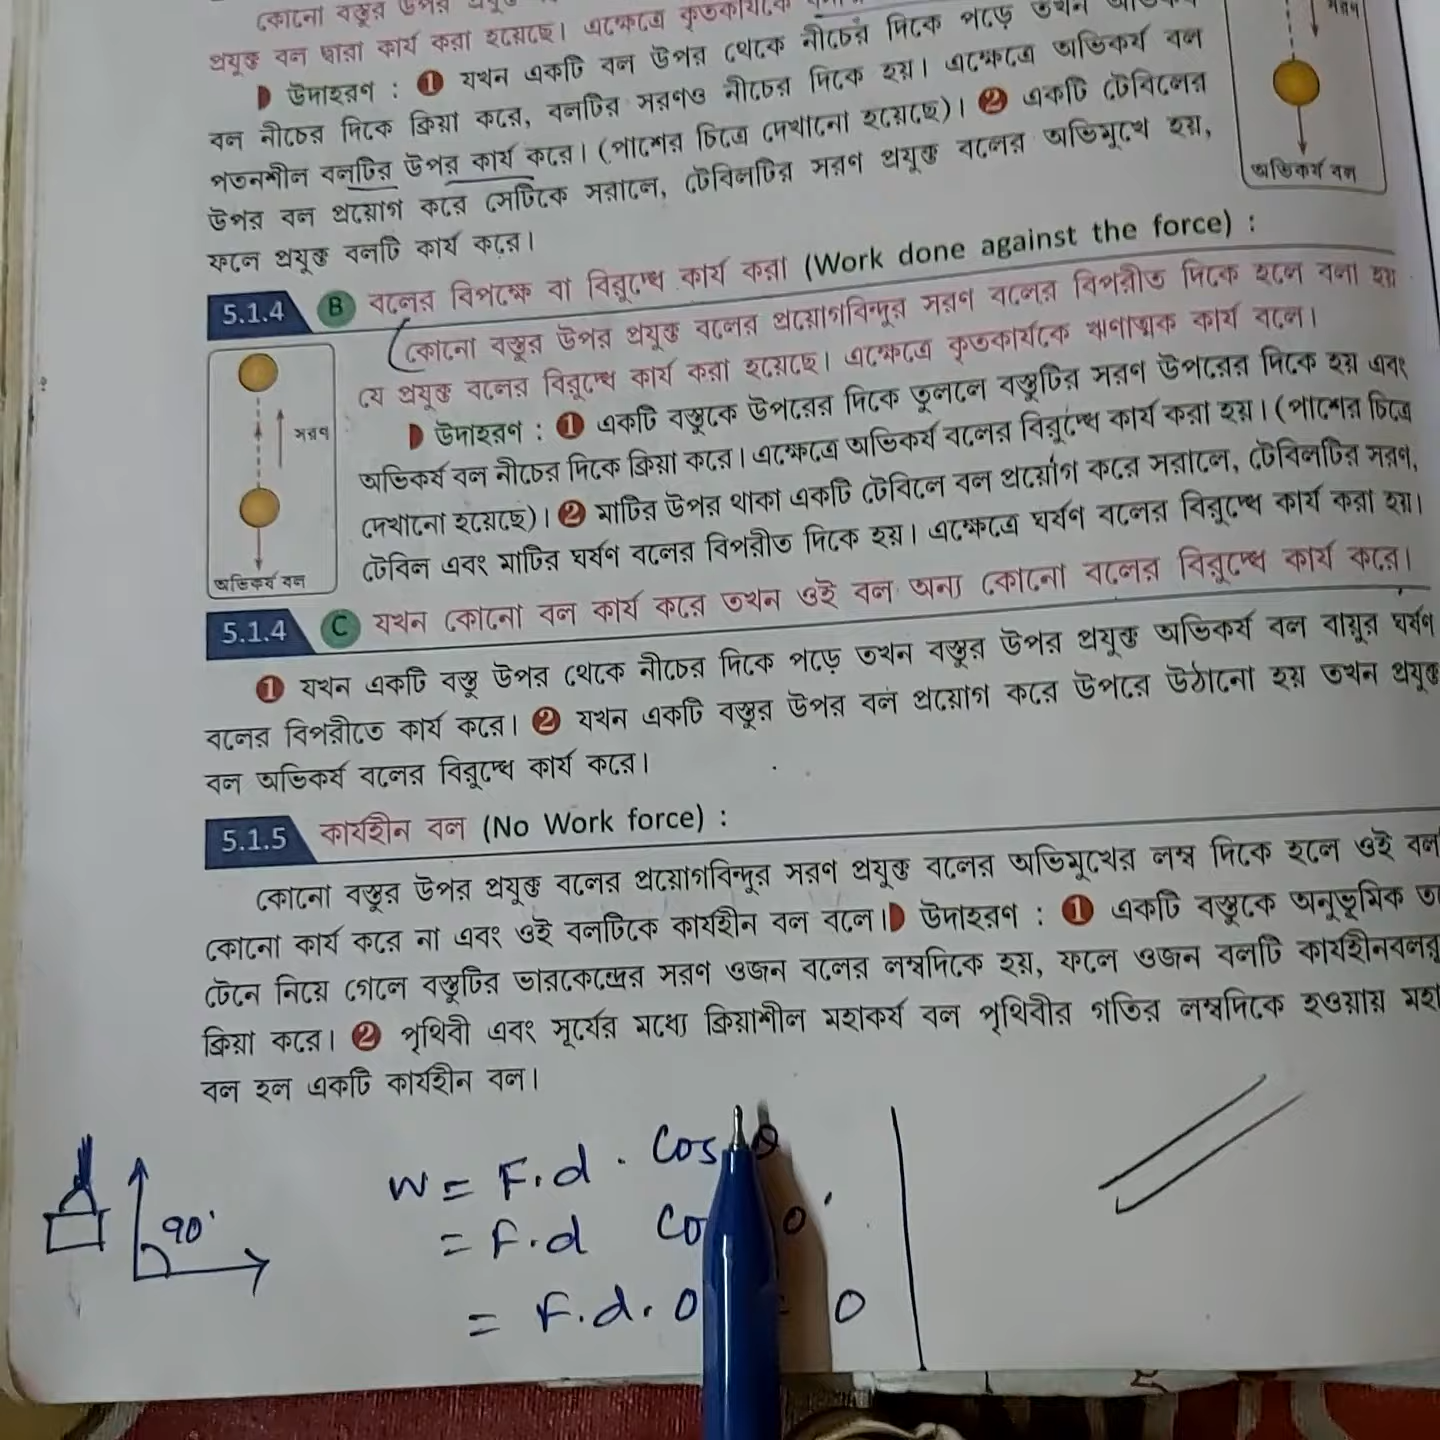 কোনো বস্তুর উপর
প্রযুক্ত বল দ্বারা কার্য করা হয়েছে। এক্ষেত্রে কৃতকার্যকে
উদাহরণ : 1 যখন একটি বল উপর থেকে নীচের দিকে পড়ে তখন
বল নীচের দিকে ক্রিয়া করে, বলটির সরণও নীচের দিকে হয়। এক্ষেত্রে অভিকর্ষ বল
পতনশীল বলটির উপর কার্য করে। (পাশের চিত্রে দেখানো হয়েছে)। 2 একটি টেবিলের
উপর বল প্রয়োগ করে সেটিকে সরালে, টেবিলটির সরণ প্রযুক্ত বলের অভিমুখে হয়,
ফলে প্রযুক্ত বলটি কার্য করে।
সরণ
অভিকর্ষ বল
5.1.4 B বলের বিপক্ষে বা বিরুদ্ধে কার্য করা (Work done against the force) :
কোনো বস্তুর উপর প্রযুক্ত বলের প্রয়োগবিন্দুর সরণ বলের বিপরীত দিকে হলে বলা হয়
যে প্রযুক্ত বলের বিরুদ্ধে কার্য করা হয়েছে। এক্ষেত্রে কৃতকার্যকে ঋণাত্মক কার্য বলে।
উদাহরণ : 1 একটি বস্তুকে উপরের দিকে তুললে বস্তুটির সরণ উপরের দিকে হয় এবং
অভিকর্ষ বল নীচের দিকে ক্রিয়া করে। এক্ষেত্রে অভিকর্ষ বলের বিরুদ্ধে কার্য করা হয়। (পাশের চিত্রে
দেখানো হয়েছে)। 2 মাটির উপর থাকা একটি টেবিলে বল প্রয়োগ করে সরালে, টেবিলটির সরণ,
টেবিল এবং মাটির ঘর্ষণ বলের বিপরীত দিকে হয়। এক্ষেত্রে ঘর্ষণ বলের বিরুদ্ধে কার্য করা হয়।
সরণ
অভিকর্ষ বল
5.1.4 C যখন কোনো বল কার্য করে তখন ওই বল অন্য কোনো বলের বিরুদ্ধে কার্য করে।
1 যখন একটি বস্তু উপর থেকে নীচের দিকে পড়ে তখন বস্তুর উপর প্রযুক্ত অভিকর্ষ বল বায়ুর ঘর্ষণ
বলের বিপরীতে কার্য করে। 2 যখন একটি বস্তুর উপর বল প্রয়োগ করে উপরে উঠানো হয় তখন প্রযুক্ত
বল অভিকর্ষ বলের বিরুদ্ধে কার্য করে।
5.1.5 কার্যহীন বল (No Work force) :
কোনো বস্তুর উপর প্রযুক্ত বলের প্রয়োগবিন্দুর সরণ প্রযুক্ত বলের অভিমুখের লম্ব দিকে হলে ওই বল
কোনো কার্য করে না এবং ওই বলটিকে কার্যহীন বল বলে। উদাহরণ : 1 একটি বস্তুকে অনুভূমিক
টেনে নিয়ে গেলে বস্তুটির ভারকেন্দ্রের সরণ ওজন বলের লম্বদিকে হয়, ফলে ওজন বলটি কার্যহীনবলর
ক্রিয়া করে। 2 পৃথিবী এবং সূর্যের মধ্যে ক্রিয়াশীল মহাকর্ষ বল পৃথিবীর গতির লম্বদিকে হওয়ায়
বল হল একটি কার্যহীন বল।
90°
W = F.d . Cos θ
= F.d
= F.d. 0 = 0